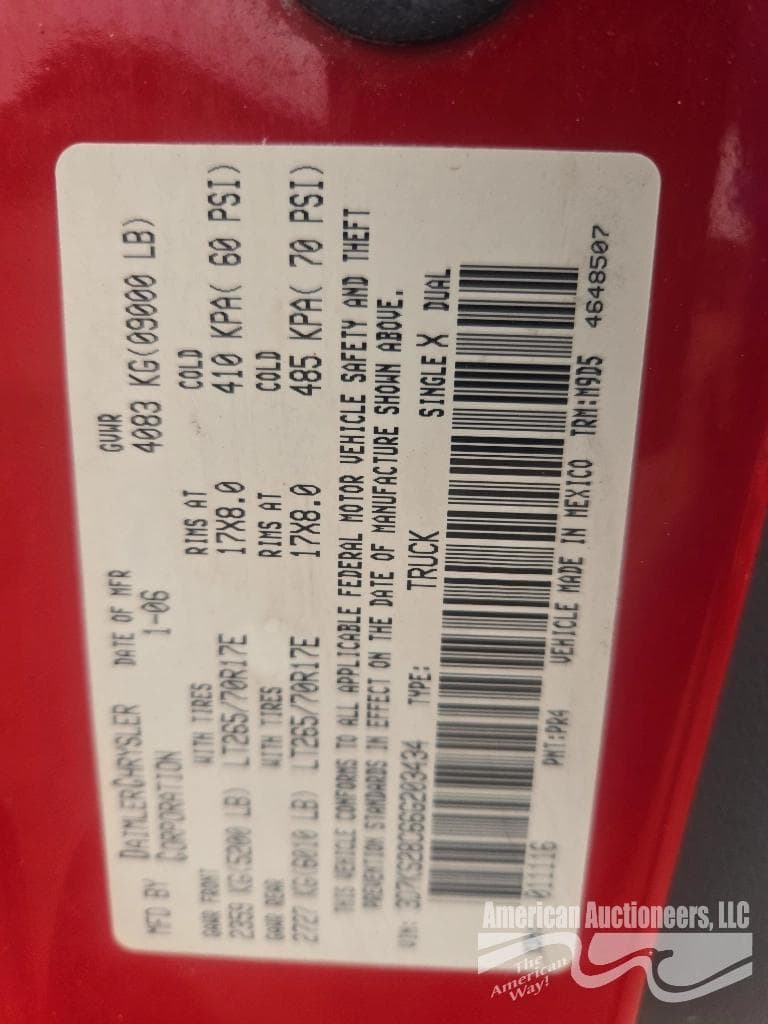 MFD BY DAIMLERCHRYSLER CORPORATION DATE OF MFR 1-06 GVWR 4083 KG(09000 LB)
GAWR FRONT WITH TIRES RIMS AT COLD
2359 KG(5200 LB) LT265/70R17E 17X8.0 410 KPA( 60 PSI)
GAWR REAR WITH TIRES RIMS AT COLD
2727 KG(6010 LB) LT265/70R17E 17X8.0 485 KPA( 70 PSI)
THIS VEHICLE CONFORMS TO ALL APPLICABLE FEDERAL MOTOR VEHICLE SAFETY AND THEFT
PREVENTION STANDARDS IN EFFECT ON THE DATE OF MANUFACTURE SHOWN ABOVE.
VIN: 3D7KS28C66G203434 TYPE: TRUCK SINGLE X DUAL
011116 PNT:PR4 VEHICLE MADE IN MEXICO TRM:M9D5 4648507
American Auctioneers, LLC
The
American
Way!